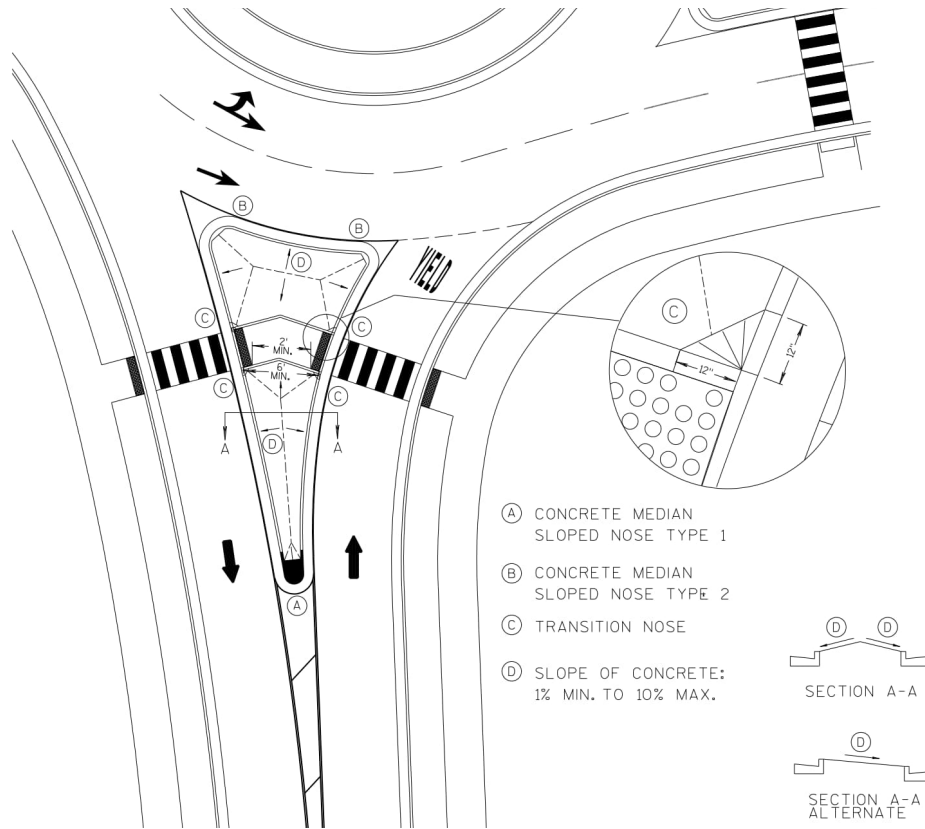 B
B
D
C
C
2'
MIN.
6'
MIN.
C
C
A
A
D
A
C
12"
12"
A CONCRETE MEDIAN
SLOPED NOSE TYPE 1
B CONCRETE MEDIAN
SLOPED NOSE TYPE 2
C TRANSITION NOSE
D SLOPE OF CONCRETE:
1% MIN. TO 10% MAX.
D D
SECTION A-A
D
SECTION A-A
ALTERNATE